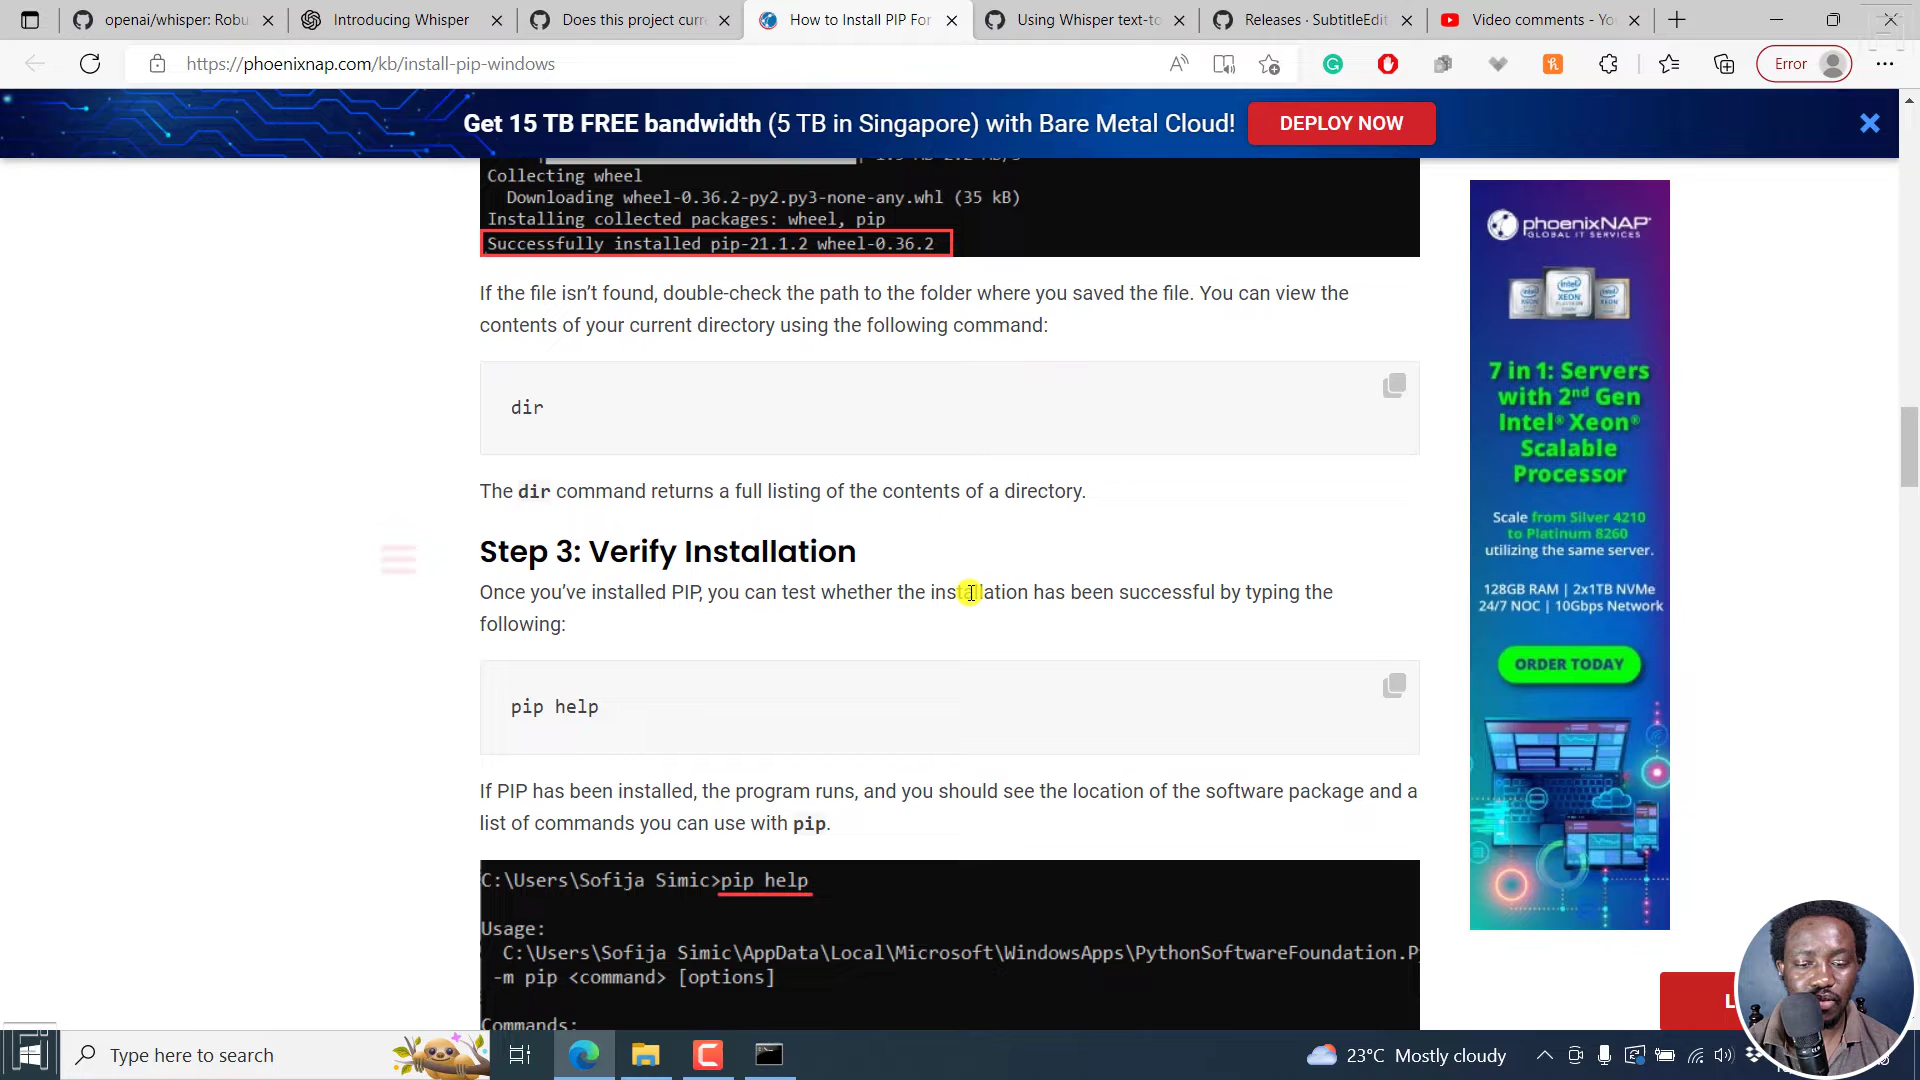 openai/whisper: Robu
Introducing Whisper
Does this project curr
How to Install PIP For
Using Whisper text-to
Releases · SubtitleEdit
Video comments - Yo
https://phoenixnap.com/kb/install-pip-windows
Error
Get 15 TB FREE bandwidth (5 TB in Singapore) with Bare Metal Cloud!
DEPLOY NOW
Collecting wheel
Downloading wheel-0.36.2-py2.py3-none-any.whl (35 kB)
Installing collected packages: wheel, pip
Successfully installed pip-21.1.2 wheel-0.36.2
If the file isn't found, double-check the path to the folder where you saved the file. You can view the
contents of your current directory using the following command:
dir
The dir command returns a full listing of the contents of a directory.
Step 3: Verify Installation
Once you've installed PIP, you can test whether the installation has been successful by typing the
following:
pip help
If PIP has been installed, the program runs, and you should see the location of the software package and a
list of commands you can use with pip.
C:\Users\Sofija Simic>pip help
Usage:
C:\Users\Sofija Simic\AppData\Local\Microsoft\WindowsApps\PythonSoftwareFoundation.P
-m pip <command> [options]
Commands:
phoenixNAP
GLOBAL IT SERVICES
intel
XEON
PLATINUM
7 in 1: Servers
with 2nd Gen
Intel® Xeon®
Scalable
Processor
Scale from Silver 4210
to Platinum 8260
utilizing the same server.
128GB RAM | 2x1TB NVMe
24/7 NOC | 10Gbps Network
ORDER TODAY
Type here to search
23°C Mostly cloudy